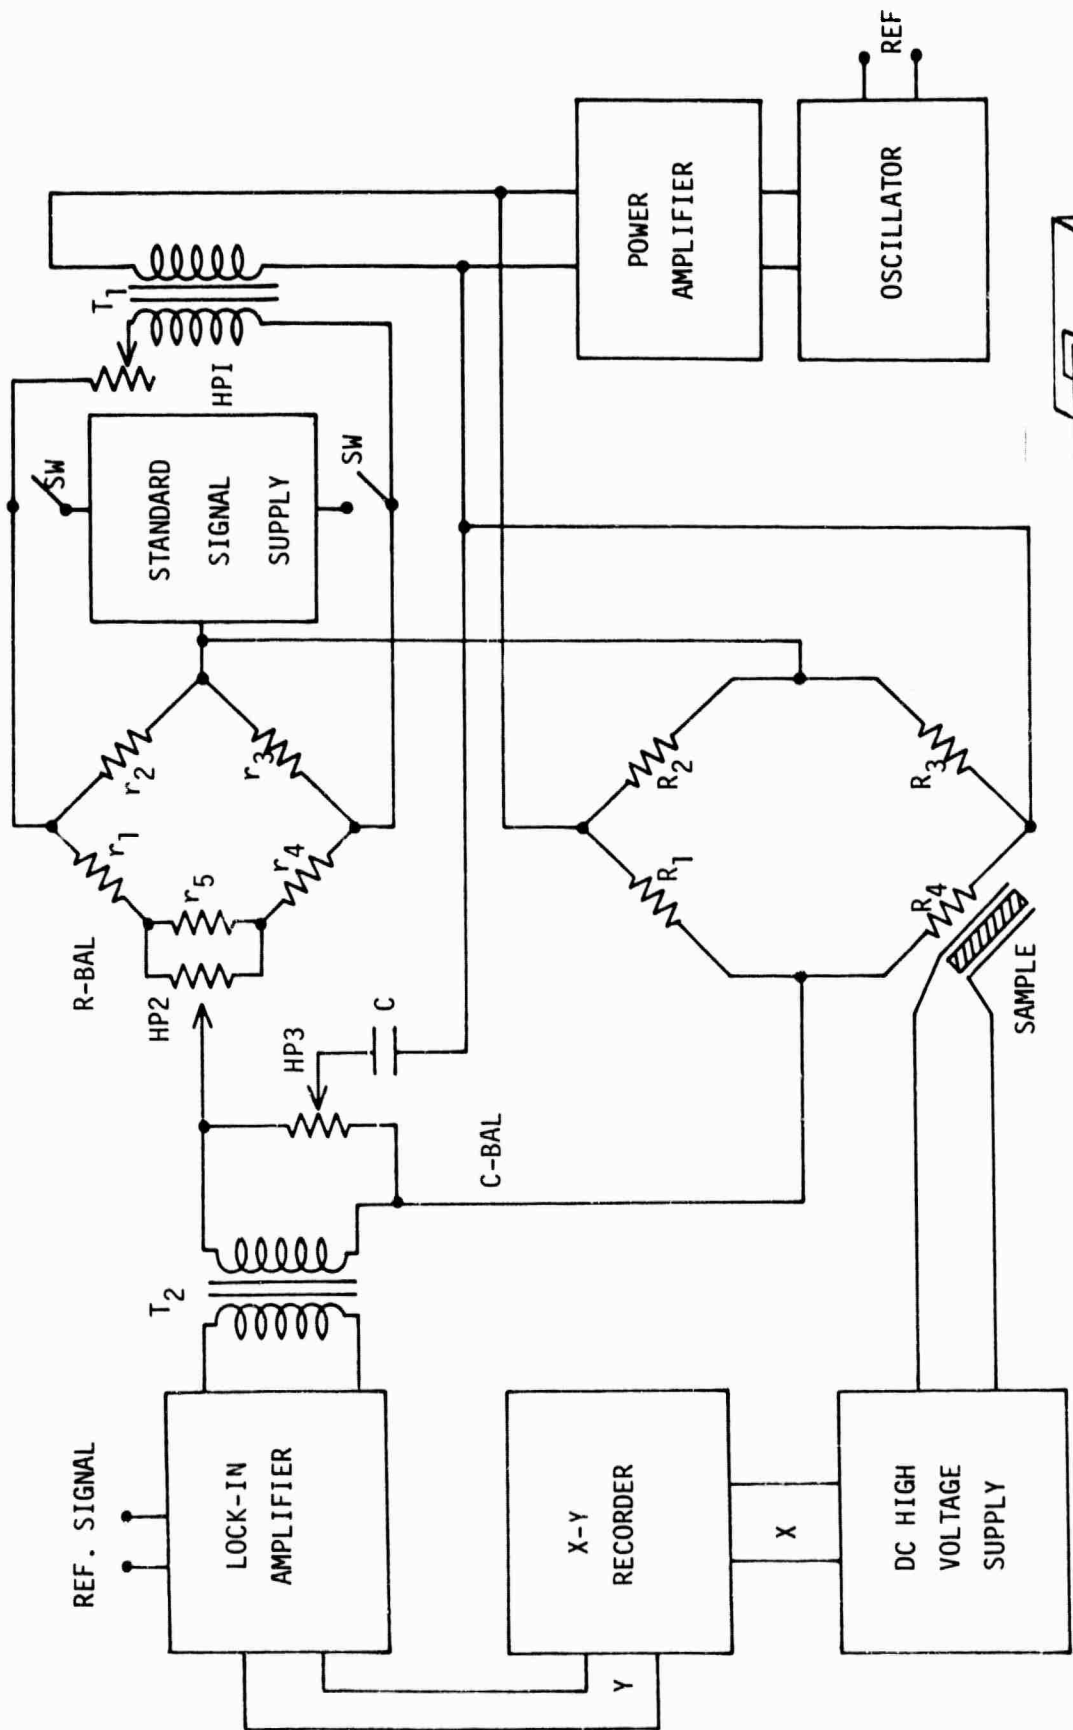 REF. SIGNAL
LOCK-IN
AMPLIFIER
T2
R-BAL
HP2
r5
r1
r4
r2
r3
HP3
C
C-BAL
SW
STANDARD
SIGNAL
SUPPLY
SW
HP1
T1
Y
X-Y
RECORDER
X
DC HIGH
VOLTAGE
SUPPLY
SAMPLE
R1
R4
R2
R3
POWER
AMPLIFIER
OSCILLATOR
REF